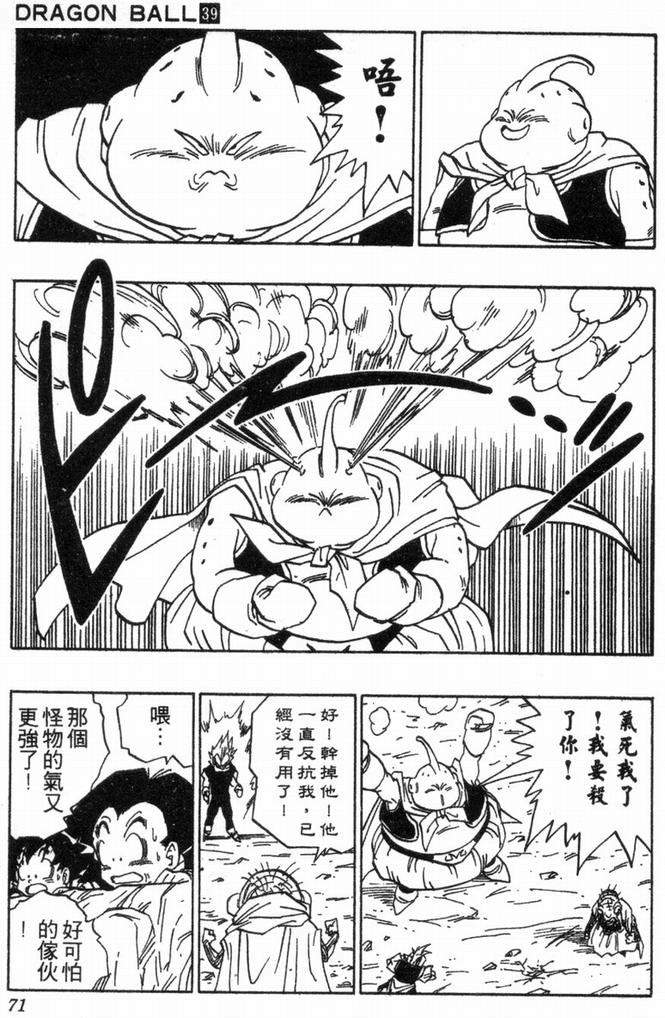 DRAGON BALL 39
唔！
ピー…
氣死我了
！我要殺
了你！
好！幹掉他！他
一直反抗我，已
經沒有用了！
喂…
那個
怪物的氣又
更強了！
好可怕
的傢伙
！
71